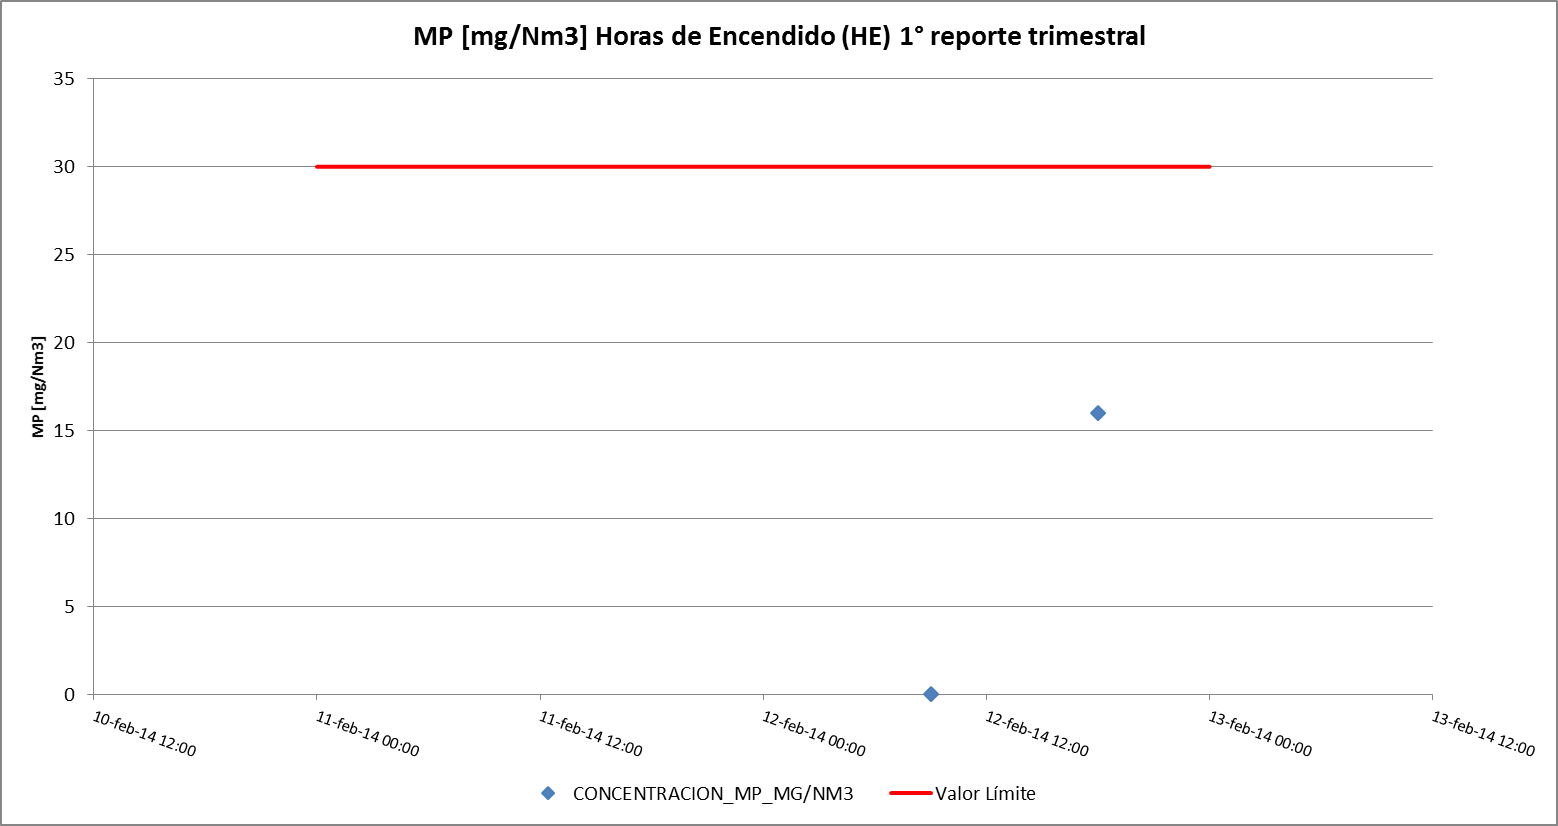 MP [mg/Nm3] Horas de Encendido (HE) 1° reporte trimestral
35
30
25
20
15
10
5
0
MP [mg/Nm3]
10-feb-14 12:00
11-feb-14 00:00
11-feb-14 12:00
12-feb-14 00:00
12-feb-14 12:00
13-feb-14 00:00
13-feb-14 12:00
CONCENTRACION_MP_MG/NM3
Valor Límite